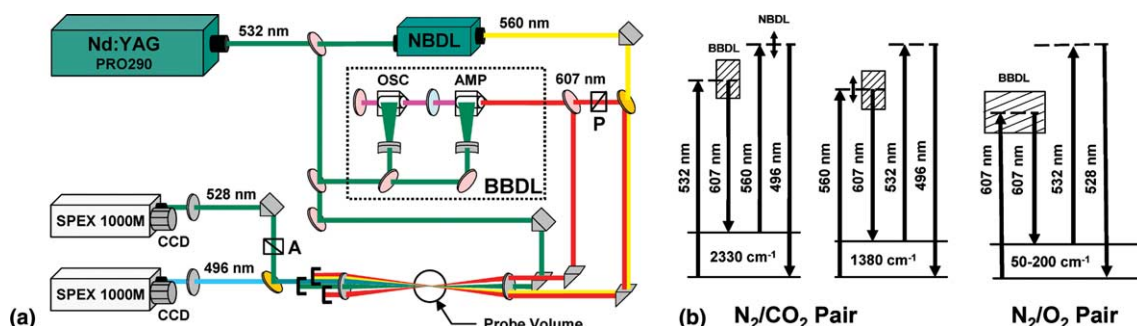 Nd:YAG
PRO290
532 nm
NBDL
560 nm
OSC
AMP
607 nm
P
BBDL
528 nm
SPEX 1000M
CCD
A
496 nm
SPEX 1000M
CCD
Probe Volume
(a)
NBDL
BBDL
532 nm
607 nm
560 nm
496 nm
2330 cm⁻¹
560 nm
607 nm
532 nm
496 nm
1380 cm⁻¹
BBDL
607 nm
607 nm
532 nm
528 nm
50-200 cm⁻¹
(b) N₂/CO₂ Pair
N₂/O₂ Pair